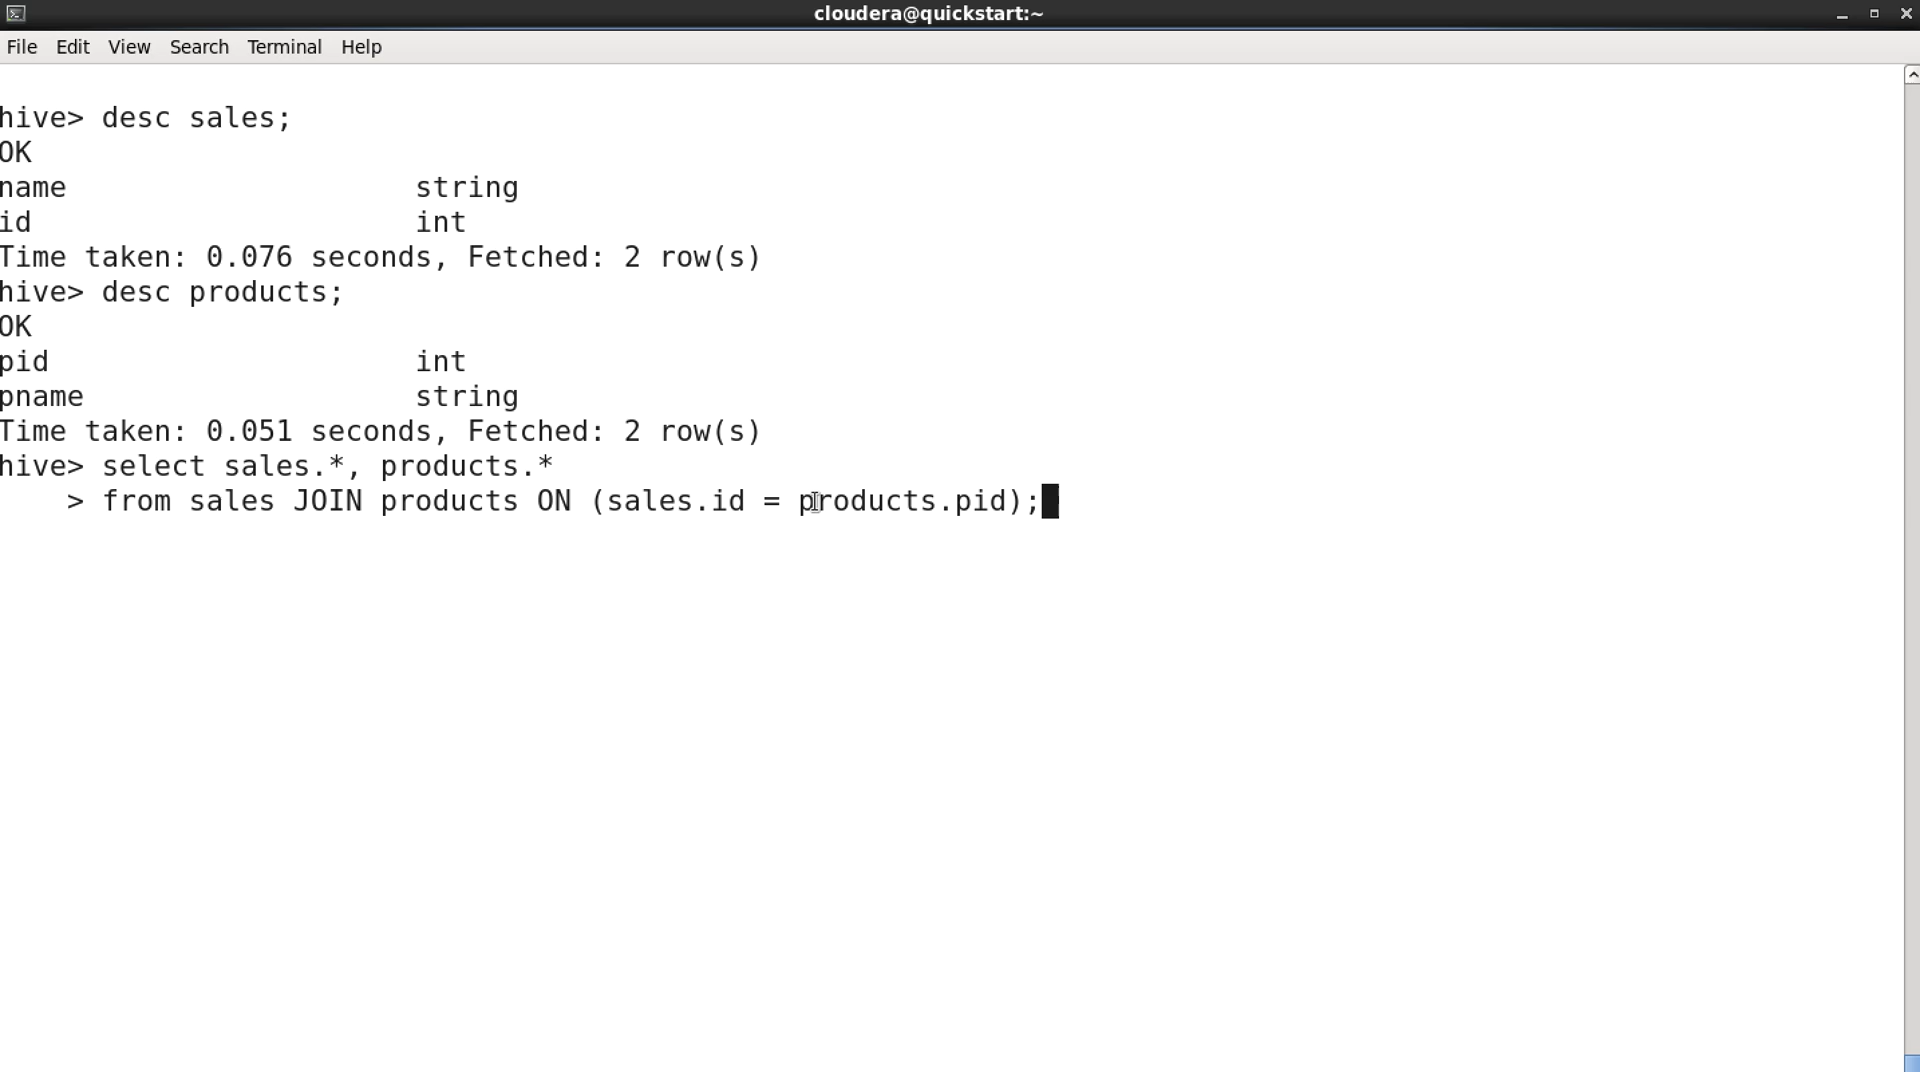 cloudera@quickstart:~
File Edit View Search Terminal Help
hive> desc sales;
OK
name                    string
id                      int
Time taken: 0.076 seconds, Fetched: 2 row(s)
hive> desc products;
OK
pid                     int
pname                   string
Time taken: 0.051 seconds, Fetched: 2 row(s)
hive> select sales.*, products.*
    > from sales JOIN products ON (sales.id = products.pid);